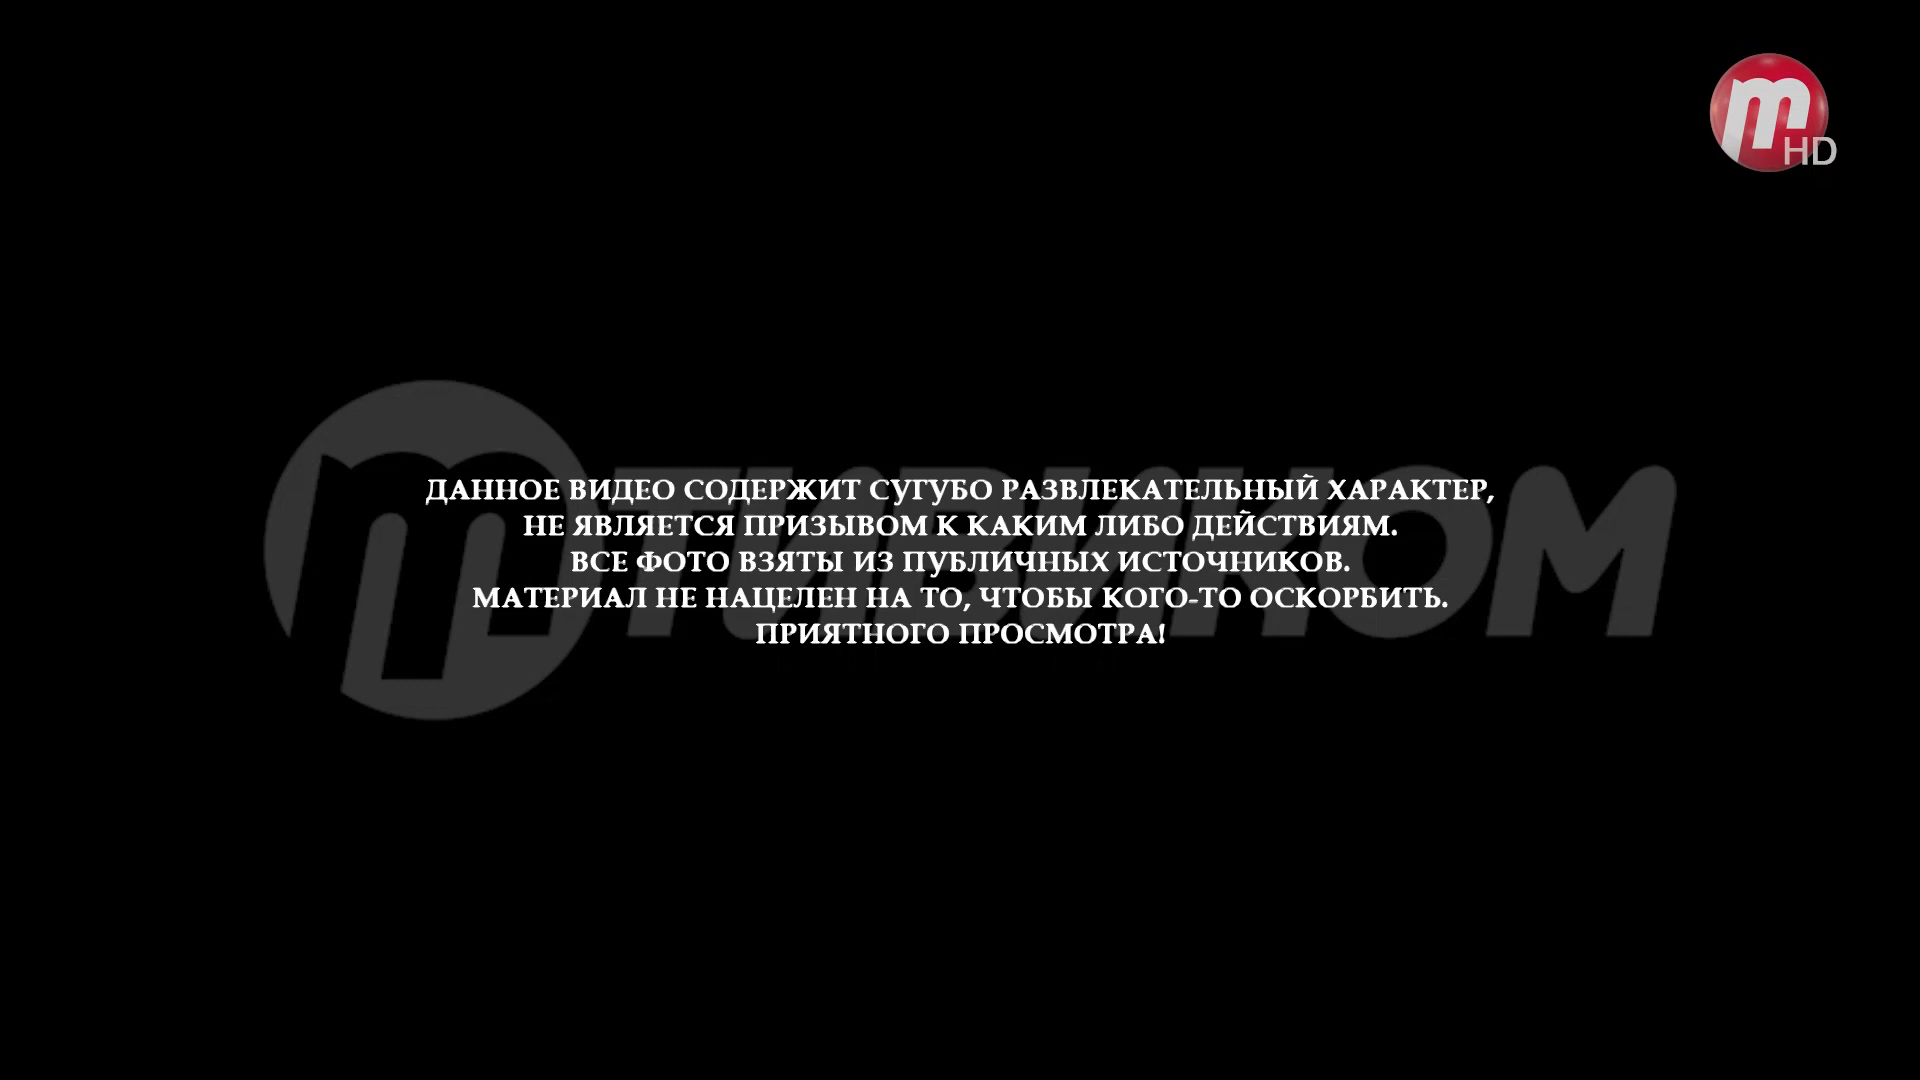 m HD
ТИВИКОМ
ДАННОЕ ВИДЕО СОДЕРЖИТ СУГУБО РАЗВЛЕКАТЕЛЬНЫЙ ХАРАКТЕР,
НЕ ЯВЛЯЕТСЯ ПРИЗЫВОМ К КАКИМ ЛИБО ДЕЙСТВИЯМ.
ВСЕ ФОТО ВЗЯТЫ ИЗ ПУБЛИЧНЫХ ИСТОЧНИКОВ.
МАТЕРИАЛ НЕ НАЦЕЛЕН НА ТО, ЧТОБЫ КОГО-ТО ОСКОРБИТЬ.
ПРИЯТНОГО ПРОСМОТРА!